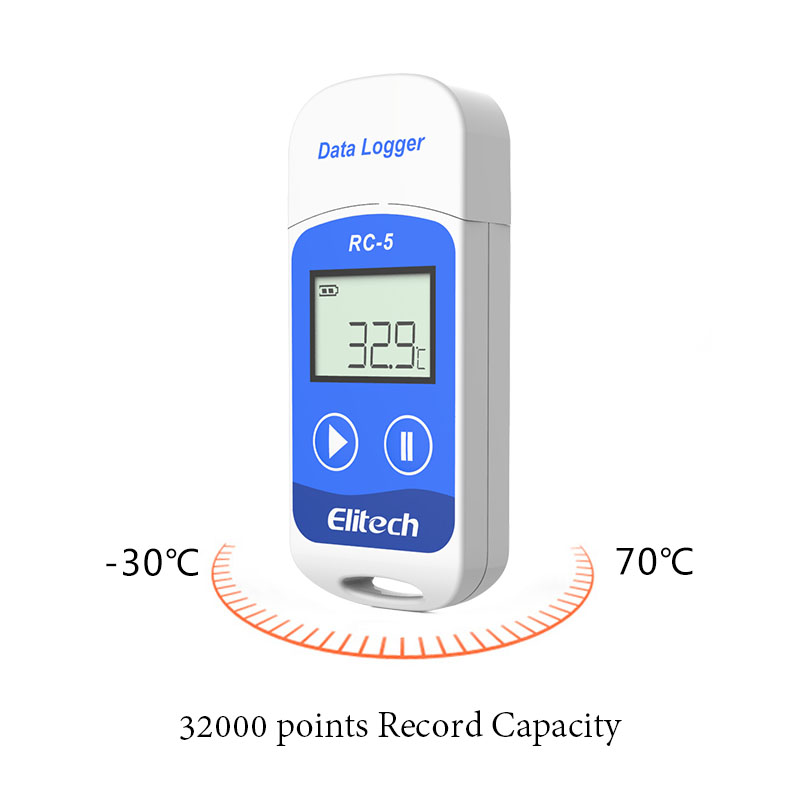 Data Logger
RC-5
32.9℃
Elitech
-30℃
70℃
32000 points Record Capacity